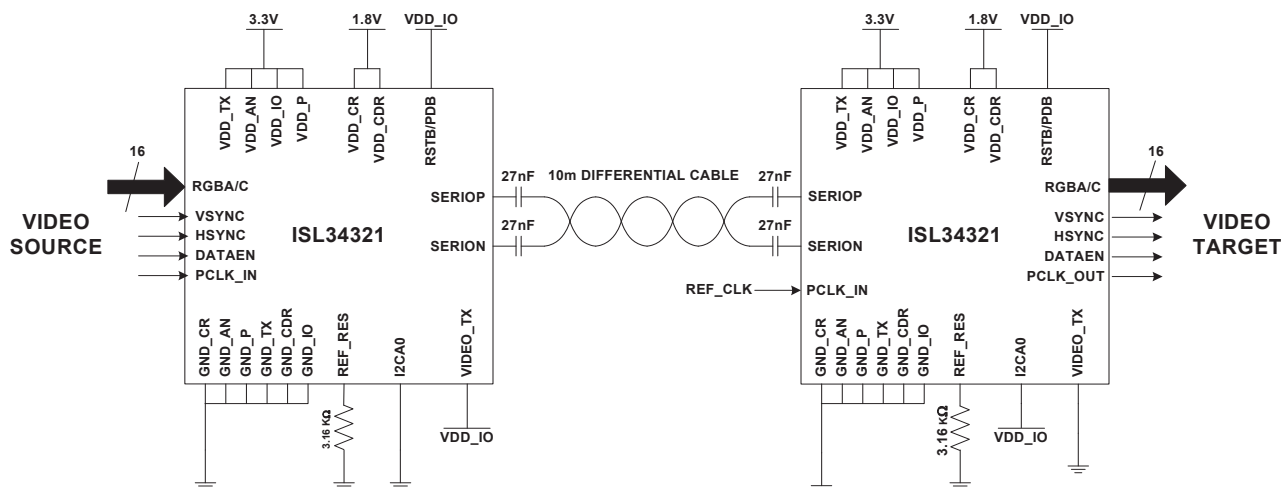 3.3V
1.8V
VDD_IO
3.3V
1.8V
VDD_IO
VDD_TX
VDD_AN
VDD_IO
VDD_P
VDD_CR
VDD_CDR
RSTB/PDB
VDD_TX
VDD_AN
VDD_IO
VDD_P
VDD_CR
VDD_CDR
RSTB/PDB
16
RGBA/C
VIDEO
SOURCE
VSYNC
HSYNC
DATAEN
PCLK_IN
ISL34321
SERIOP
SERION
27nF
27nF
10m DIFFERENTIAL CABLE
27nF
27nF
SERIOP
SERION
REF_CLK
PCLK_IN
ISL34321
16
RGBA/C
VSYNC
HSYNC
DATAEN
PCLK_OUT
VIDEO
TARGET
GND_CR
GND_AN
GND_P
GND_TX
GND_CDR
GND_IO
REF_RES
I2CA0
VIDEO_TX
GND_CR
GND_AN
GND_P
GND_TX
GND_CDR
GND_IO
REF_RES
I2CA0
VIDEO_TX
3.16 KΩ
VDD_IO
3.16 KΩ
VDD_IO